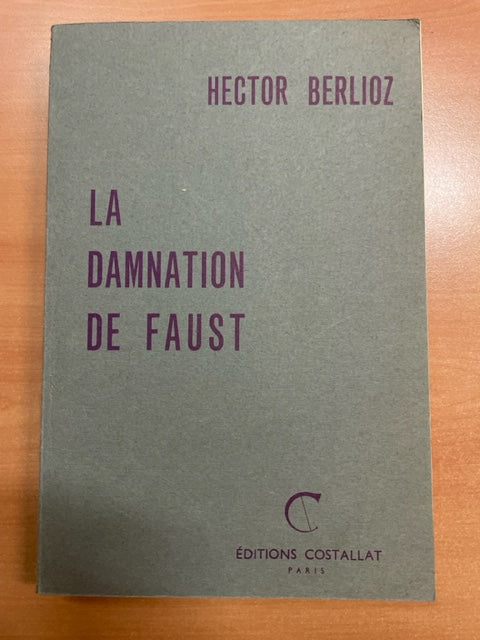 HECTOR BERLIOZ
LA
DAMNATION
DE FAUST
C
ÉDITIONS COSTALLAT
PARIS